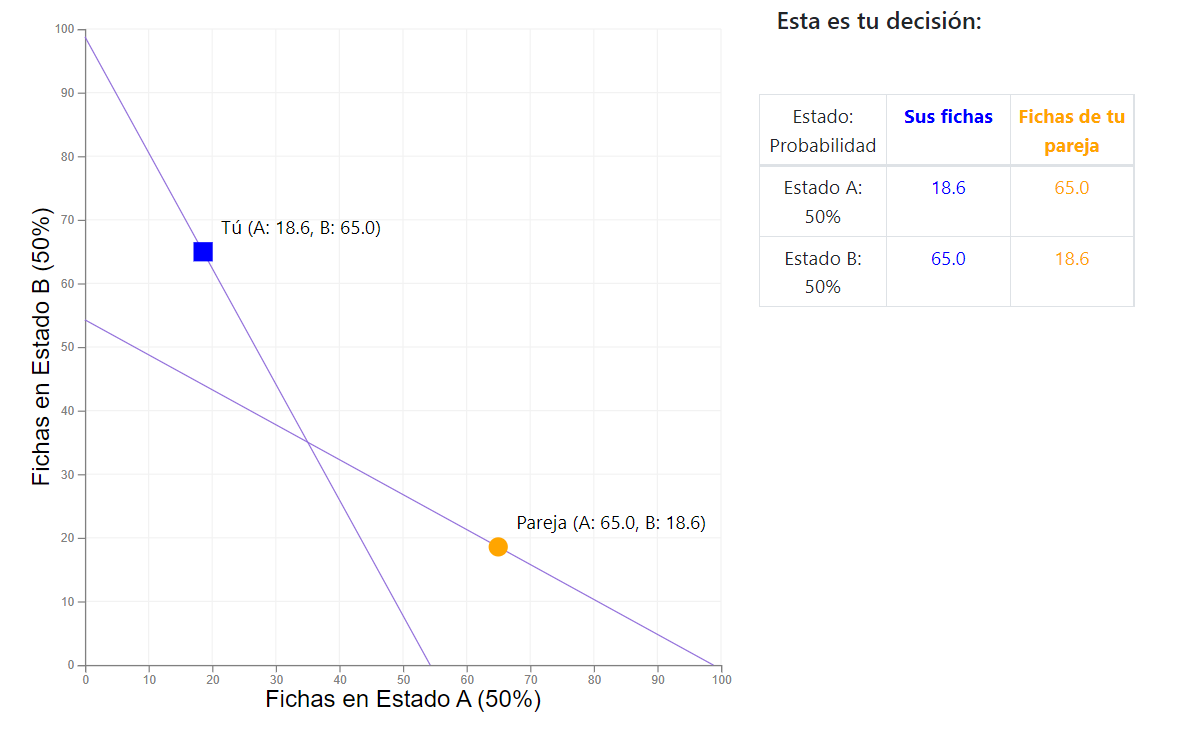 Esta es tu decisión:
Estado:
Probabilidad
Sus fichas
Fichas de tu
pareja
Estado A:
50%
18.6
65.0
Estado B:
50%
65.0
18.6
Fichas en Estado B (50%)
100
90
80
70
60
50
40
30
20
10
0
Tú (A: 18.6, B: 65.0)
Pareja (A: 65.0, B: 18.6)
0
10
20
30
40
50
60
70
80
90
100
Fichas en Estado A (50%)